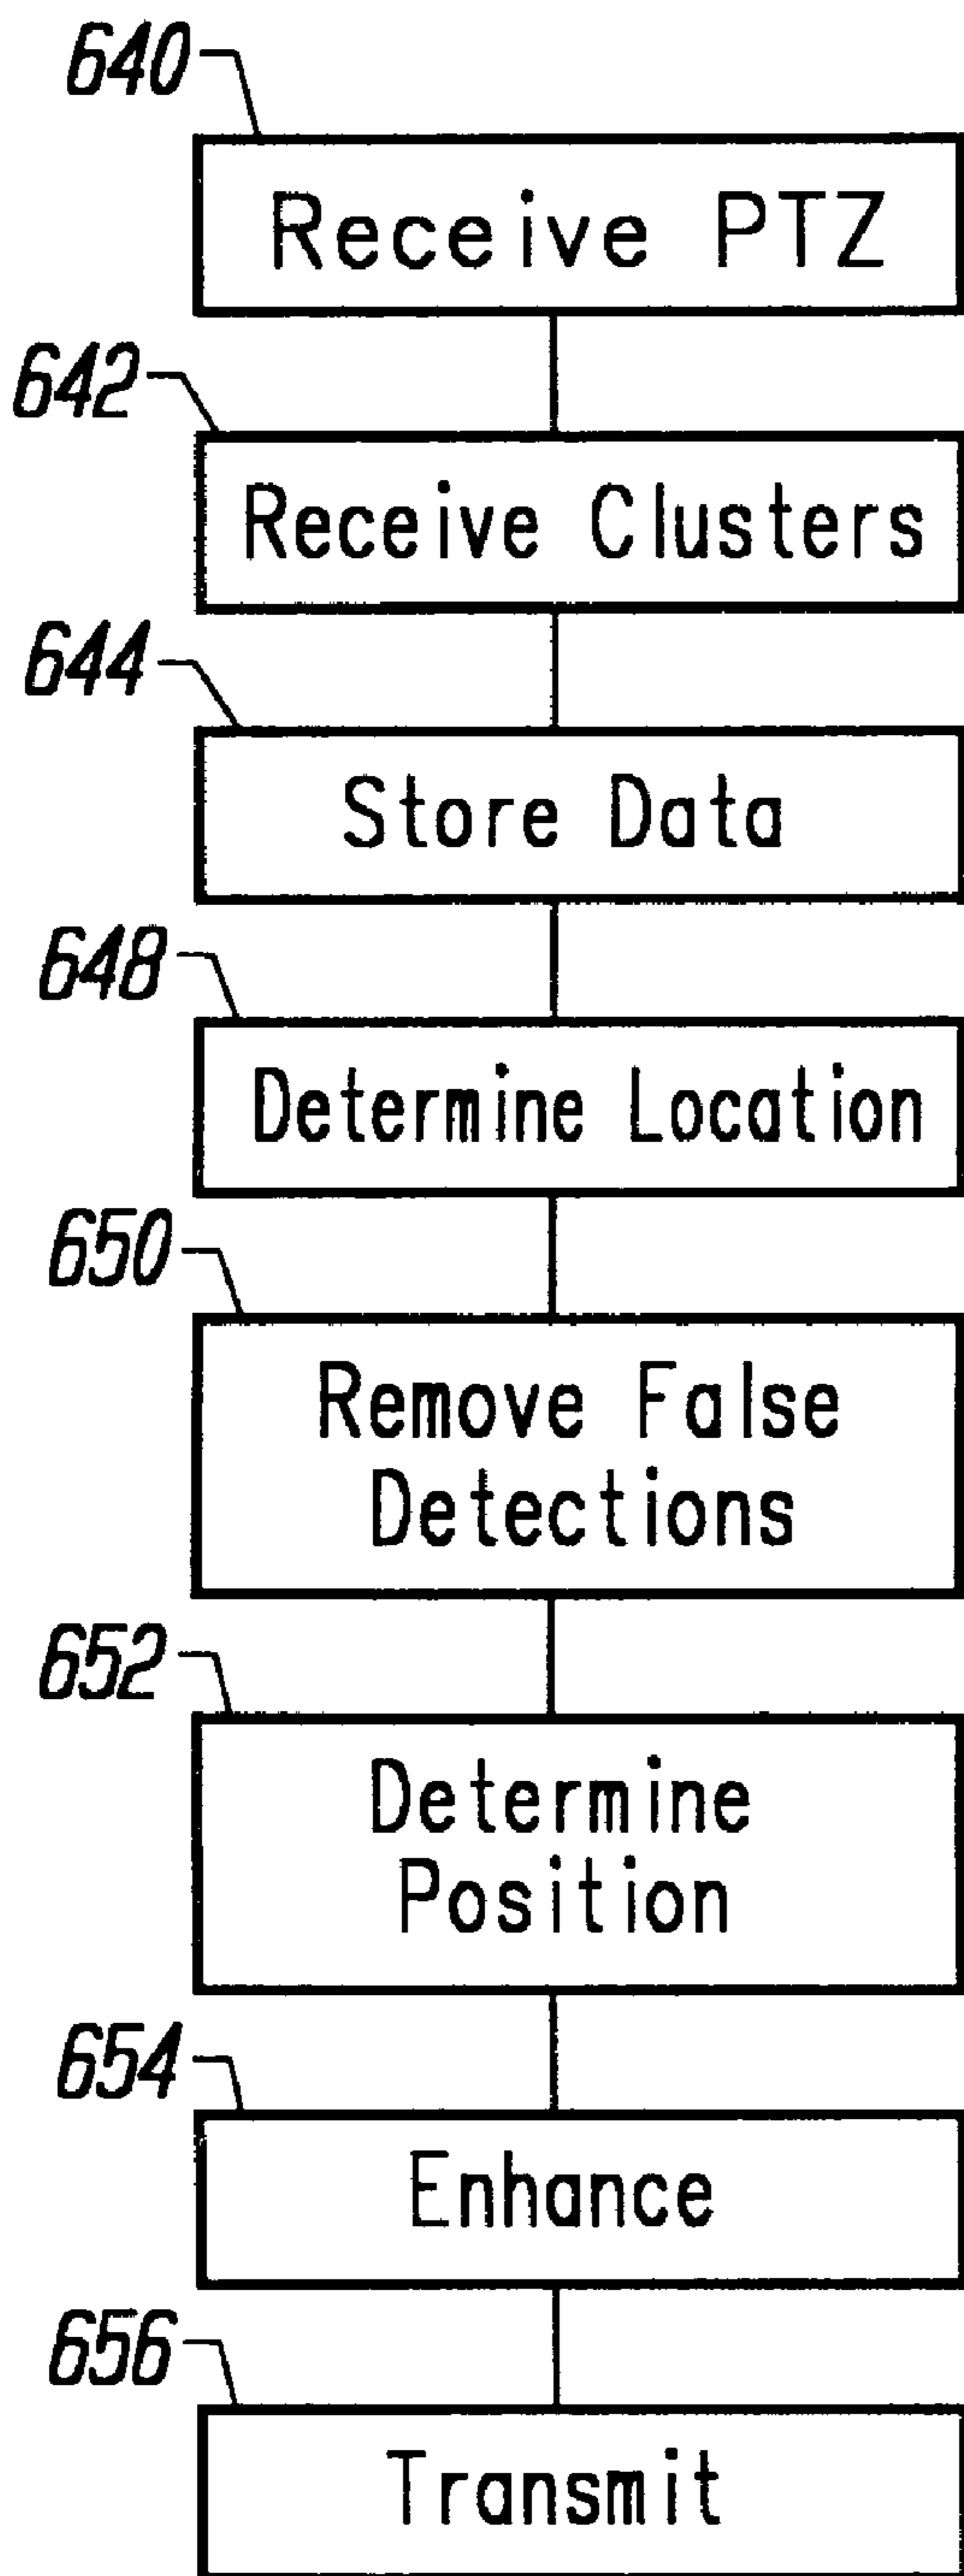 640
Receive PTZ
642
Receive Clusters
644
Store Data
648
Determine Location
650
Remove False
Detections
652
Determine
Position
654
Enhance
656
Transmit